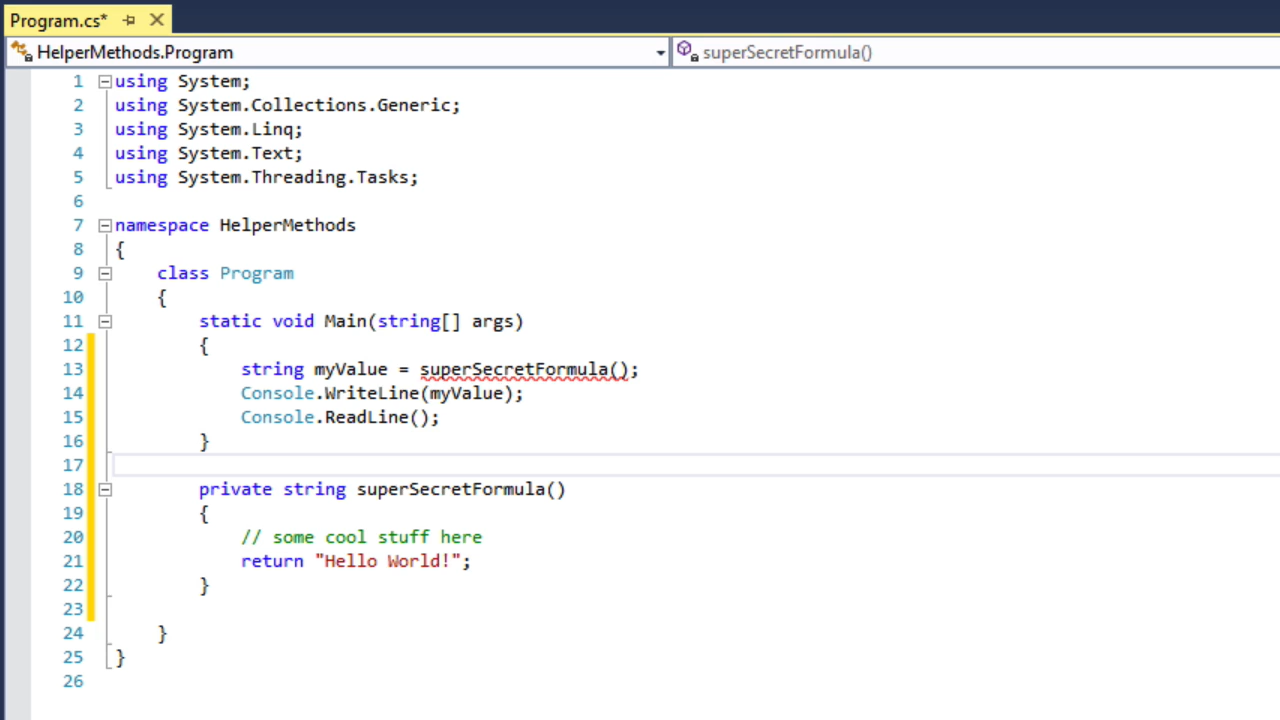 Program.cs*
HelperMethods.Program
superSecretFormula()
1 using System;
2 using System.Collections.Generic;
3 using System.Linq;
4 using System.Text;
5 using System.Threading.Tasks;
6
7 namespace HelperMethods
8 {
9 class Program
10 {
11 static void Main(string[] args)
12 {
13 string myValue = superSecretFormula();
14 Console.WriteLine(myValue);
15 Console.ReadLine();
16 }
17
18 private string superSecretFormula()
19 {
20 // some cool stuff here
21 return "Hello World!";
22 }
23
24 }
25 }
26